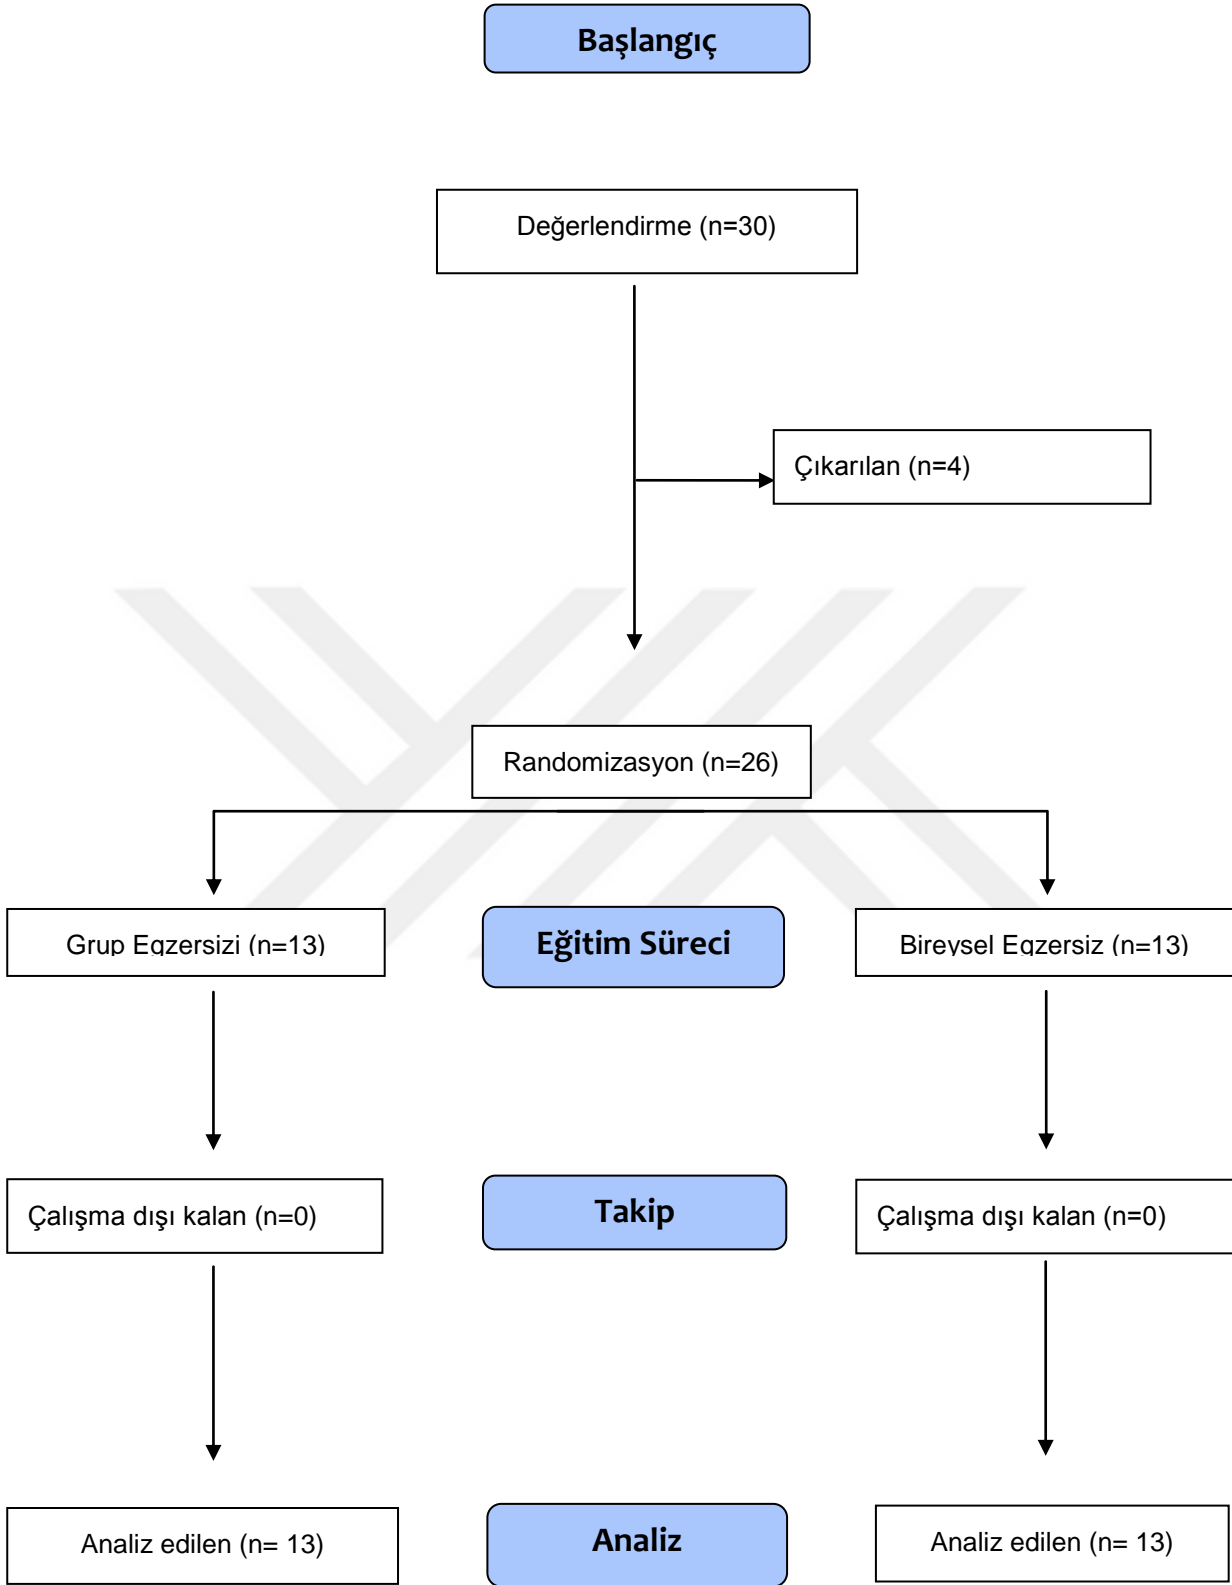 Başlangıç
Değerlendirme (n=30)
Çıkarılan (n=4)
Randomizasyon (n=26)
Grup Egzersizi (n=13)
Eğitim Süreci
Bireysel Egzersiz (n=13)
Çalışma dışı kalan (n=0)
Takip
Çalışma dışı kalan (n=0)
Analiz edilen (n= 13)
Analiz
Analiz edilen (n= 13)